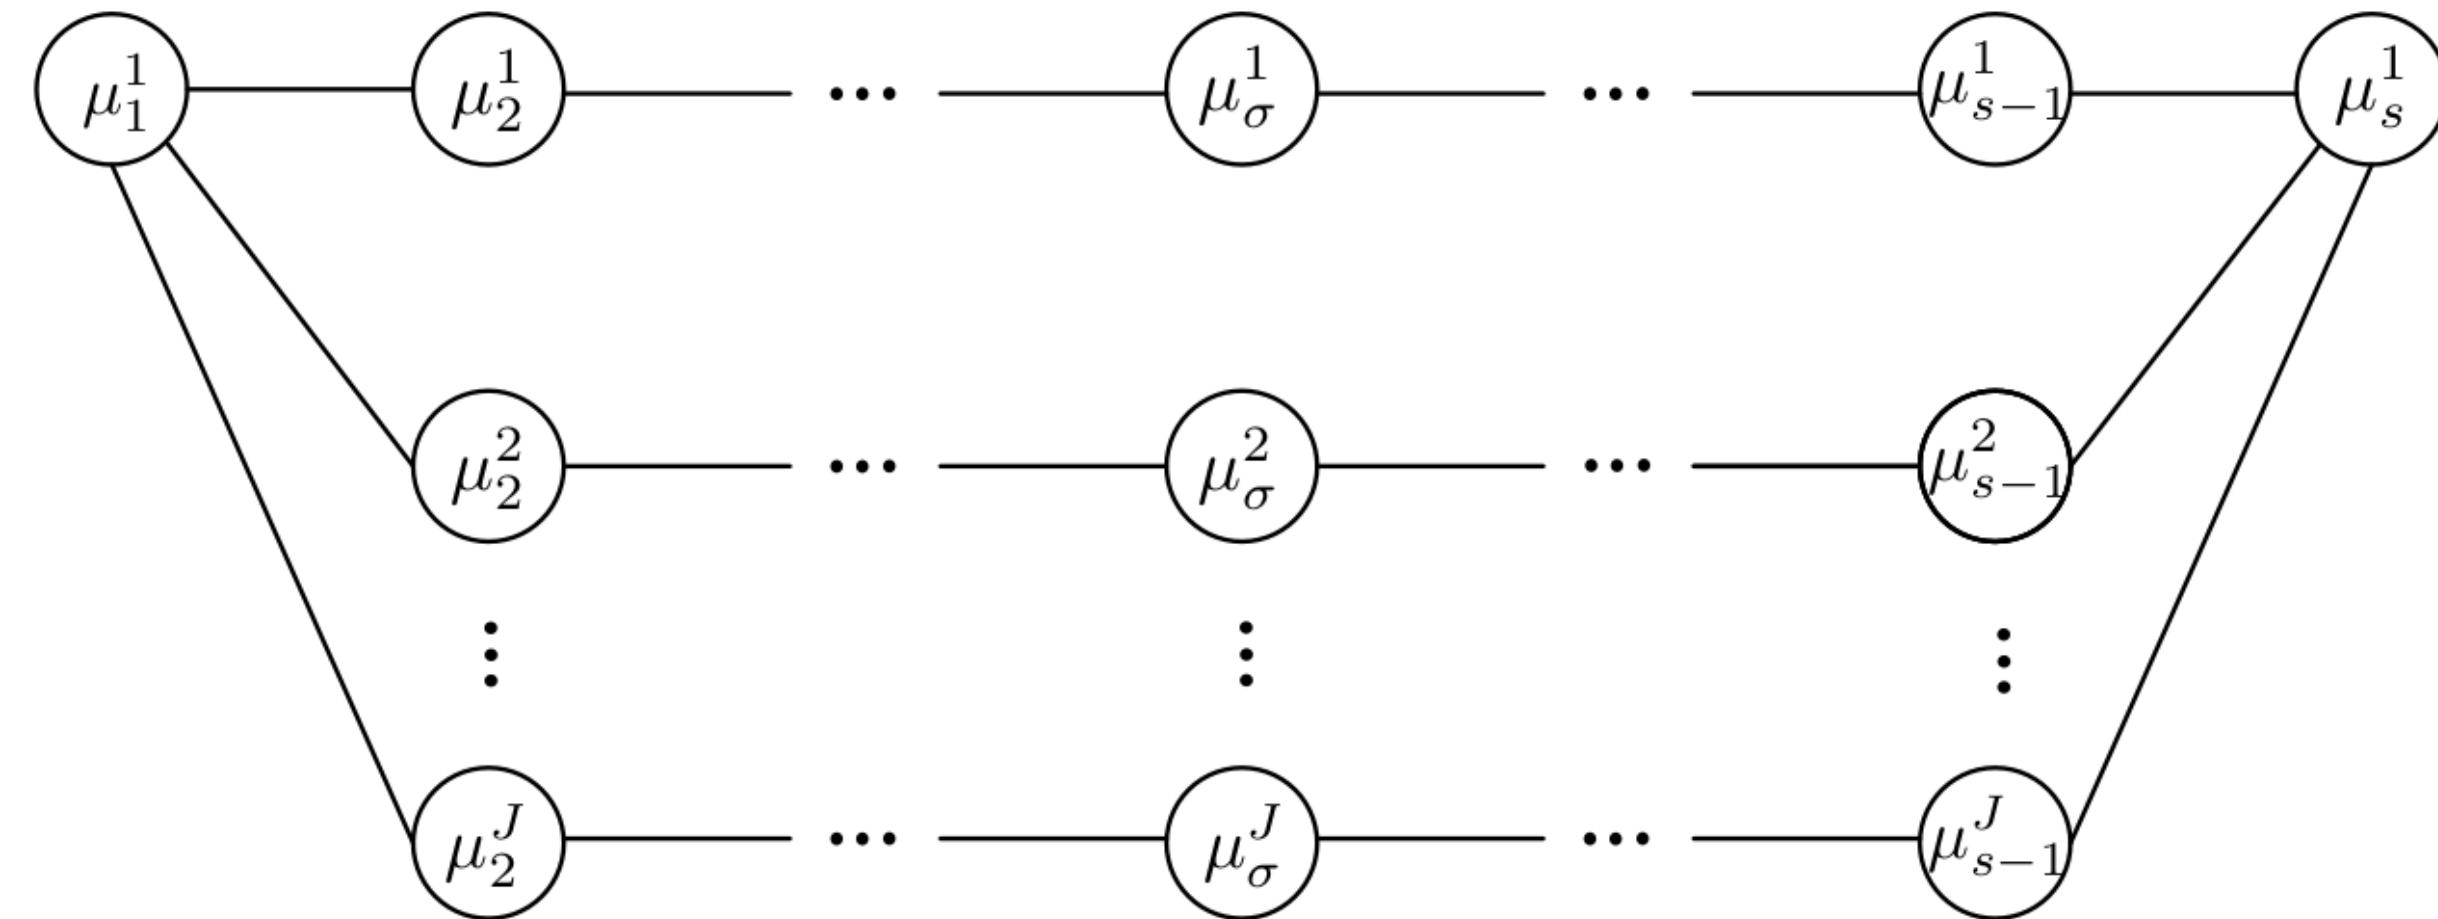 μ_1^1 μ_2^1 ··· μ_σ^1 ··· μ_{s−1}^1 μ_s^1
μ_2^2 ··· μ_σ^2 ··· μ_{s−1}^2
⋮ ⋮ ⋮
μ_2^J ··· μ_σ^J ··· μ_{s−1}^J